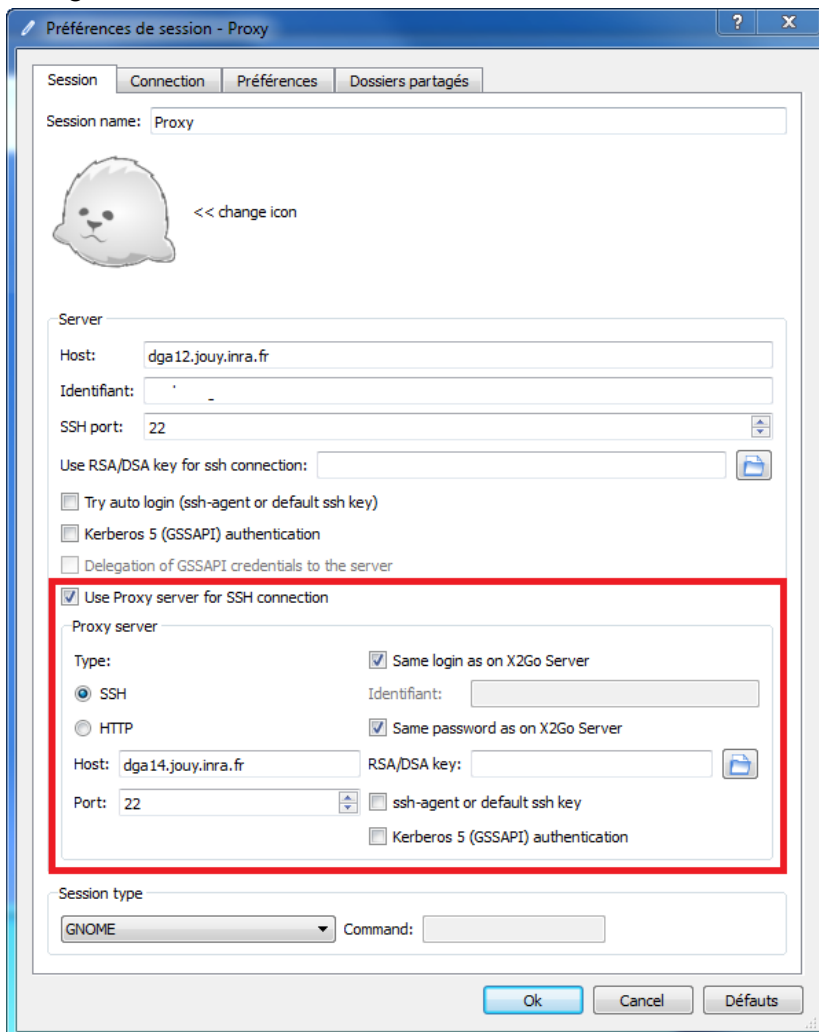 Préférences de session - Proxy
Session Connection Préférences Dossiers partagés
Session name: Proxy
<< change icon
Server
Host: dga12.jouy.inra.fr
Identifiant:
SSH port: 22
Use RSA/DSA key for ssh connection:
Try auto login (ssh-agent or default ssh key)
Kerberos 5 (GSSAPI) authentication
Delegation of GSSAPI credentials to the server
Use Proxy server for SSH connection
Proxy server
Type: Same login as on X2Go Server
SSH Identifiant:
HTTP Same password as on X2Go Server
Host: dga14.jouy.inra.fr RSA/DSA key:
Port: 22 ssh-agent or default ssh key
Kerberos 5 (GSSAPI) authentication
Session type
GNOME Command:
Ok Cancel Défauts